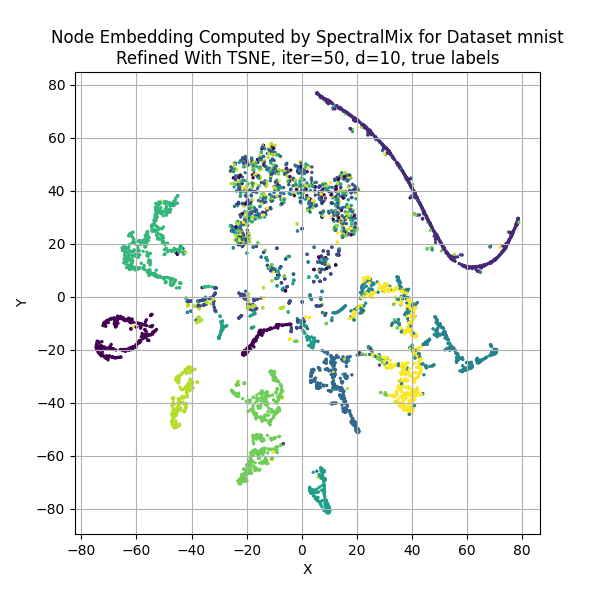 Node Embedding Computed by SpectralMix for Dataset mnist
Refined With TSNE, iter=50, d=10, true labels
80
60
40
20
0
−20
−40
−60
−80
Y
−80 −60 −40 −20 0 20 40 60 80
X